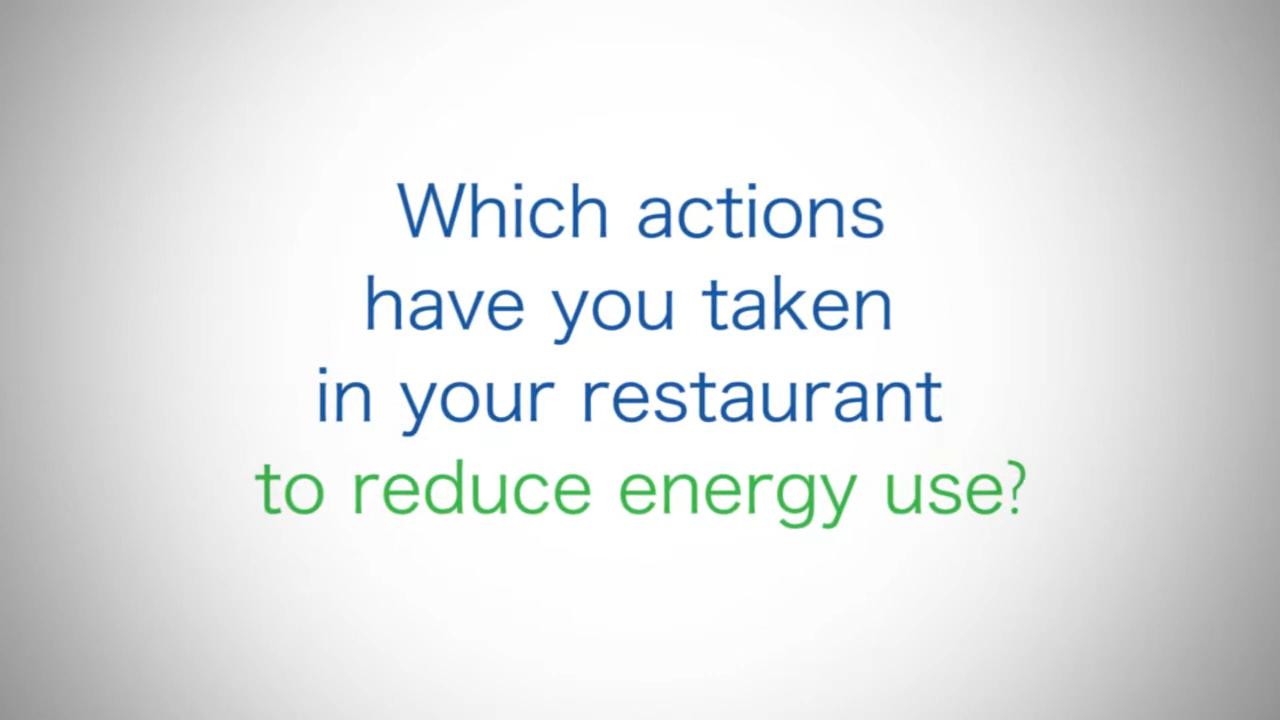 Which actions
have you taken
in your restaurant
to reduce energy use?